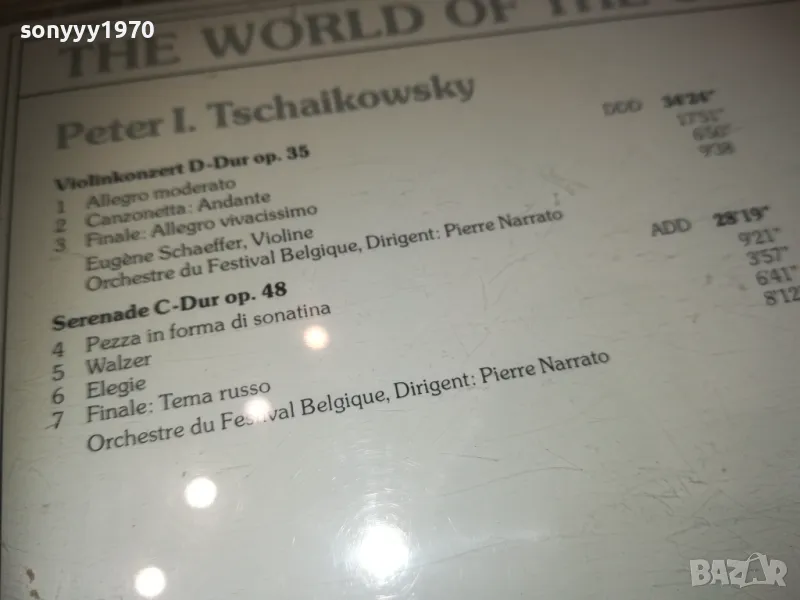 sonyyy1970
THE WORLD OF THE
Peter I. Tschaikowsky
Violinkonzert D-Dur op. 35 DDD 34'24"
1 Allegro moderato 17'51"
2 Canzonetta: Andante 6'50"
3 Finale: Allegro vivacissimo 9'38
Eugène Schaeffer, Violine
Orchestre du Festival Belgique, Dirigent: Pierre Narrato
Serenade C-Dur op. 48 ADD 28'19"
4 Pezza in forma di sonatina 9'21"
5 Walzer 3'57"
6 Elegie 6'41"
7 Finale: Tema russo 8'12"
Orchestre du Festival Belgique, Dirigent: Pierre Narrato
BAZAR